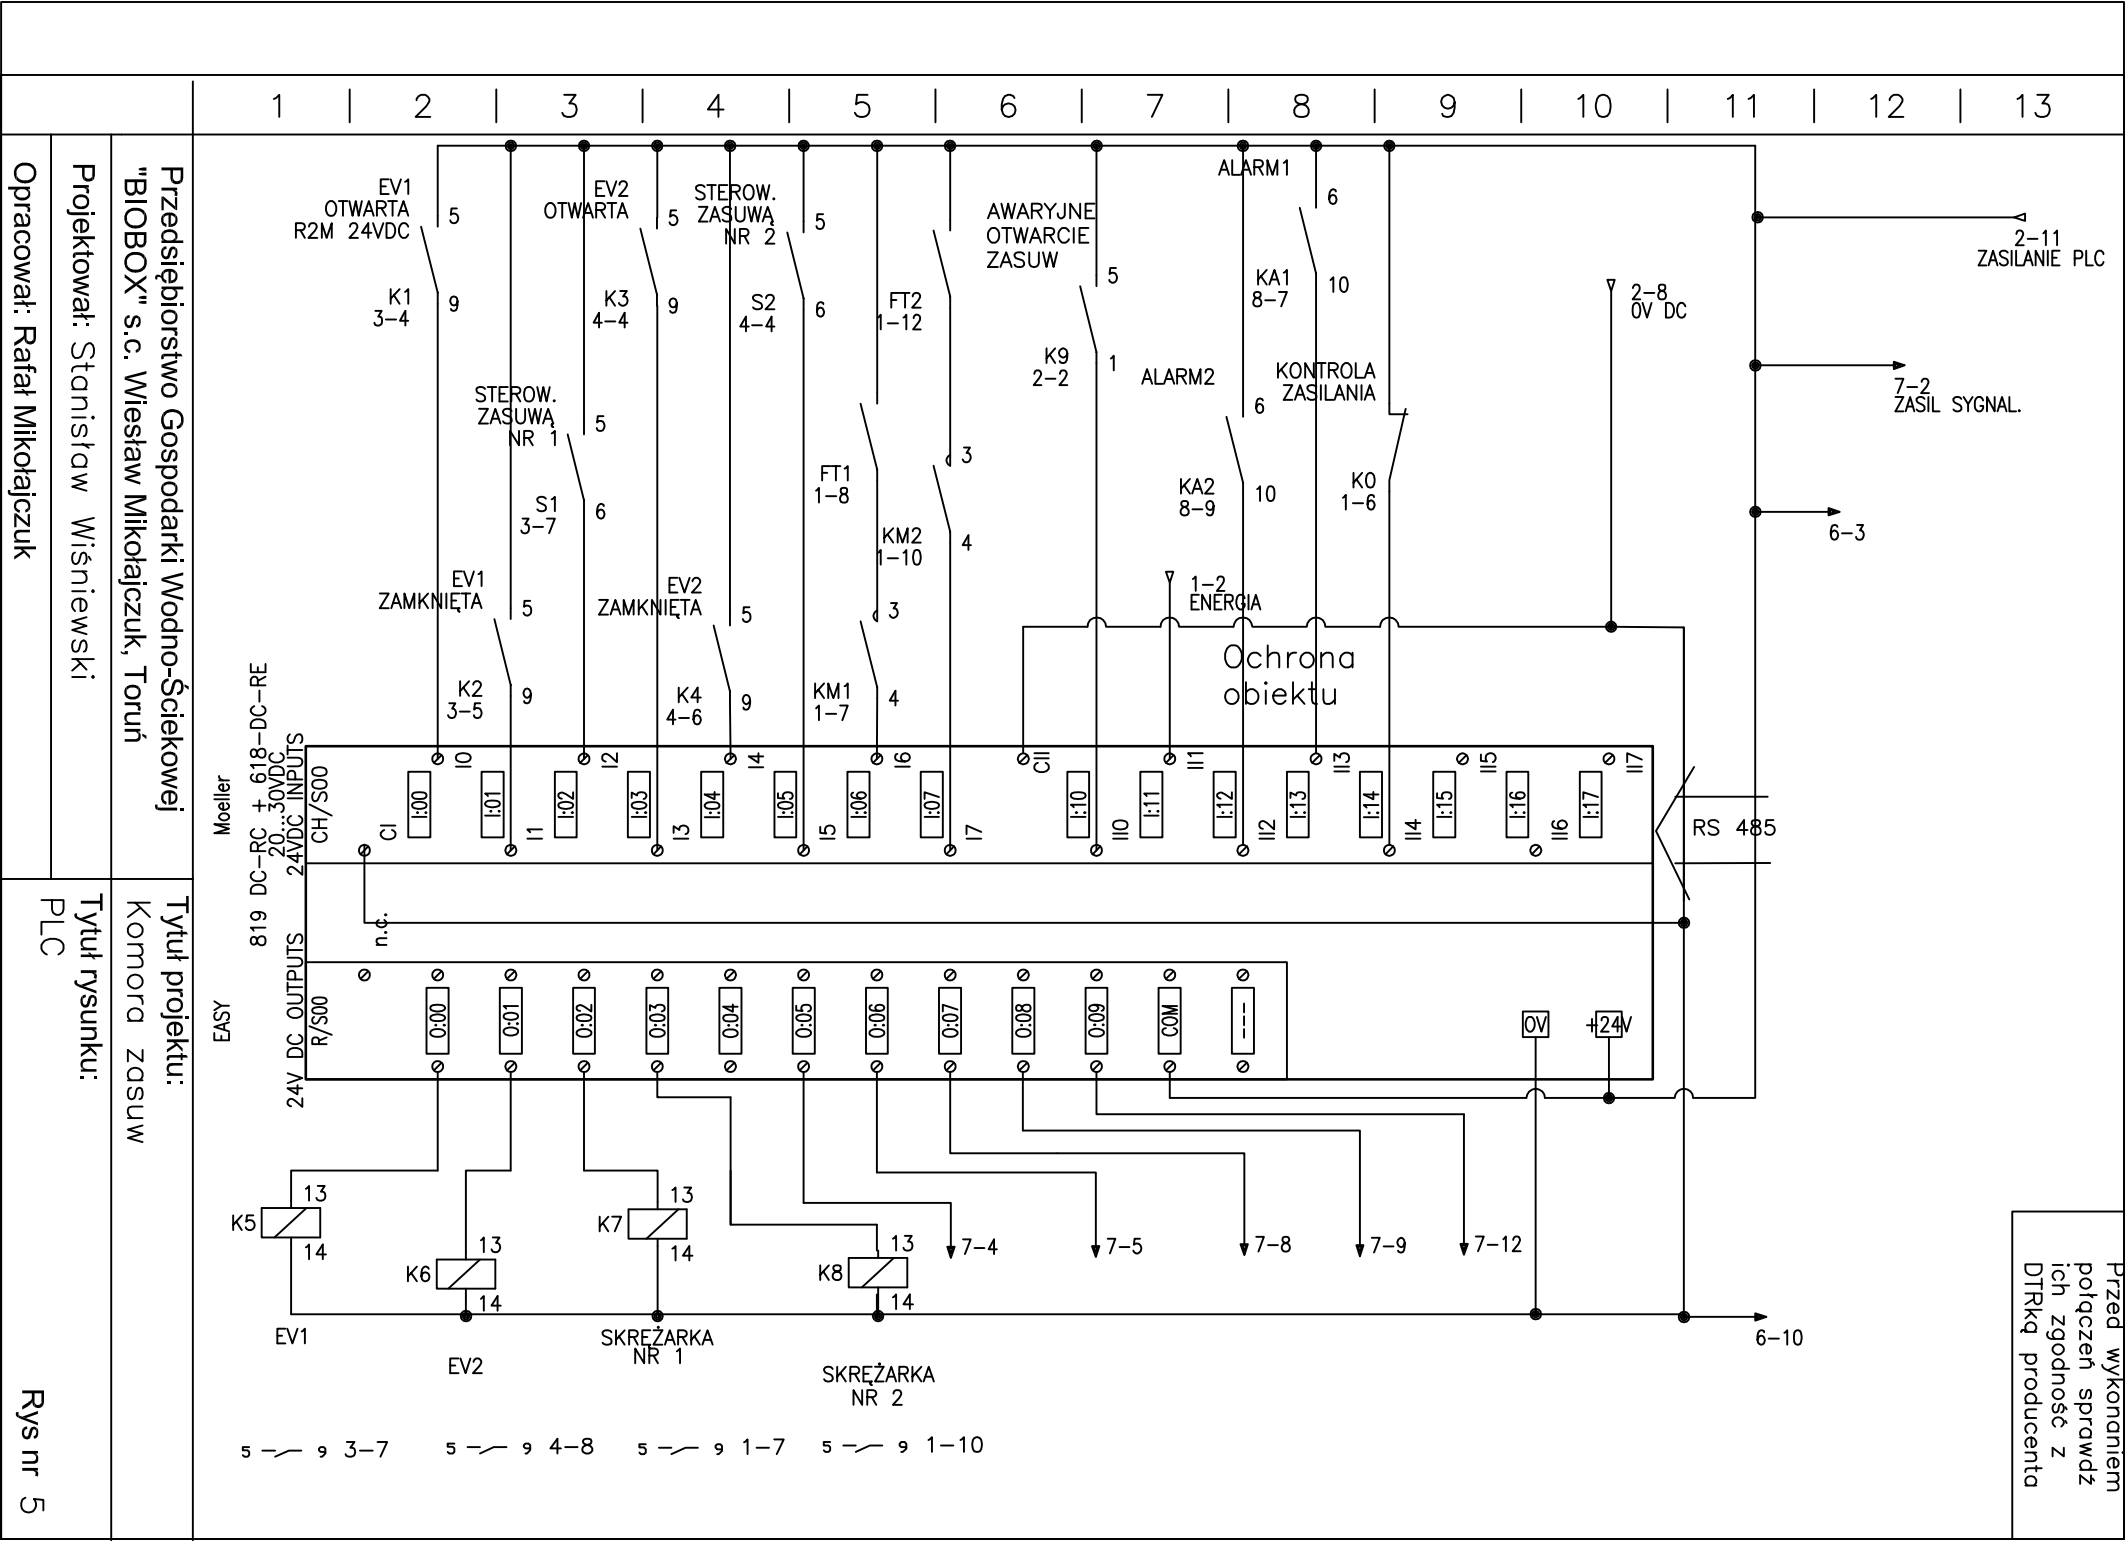 1 2 3 4 5 6 7 8 9 10 11 12 13
Przedsiębiorstwo Gospodarki Wodno-Ściekowej
"BIOBOX" s.c. Wiesław Mikołajczuk, Toruń
Projektował: Stanisław Wiśniewski
Opracował: Rafał Mikołajczuk
Tytuł projektu:
Komora zasuw
Tytuł rysunku:
PLC
Rys nr 5
EV1
OTWARTA
R2M 24VDC
5
K1
3-4
9
STEROW.
ZASUWĄ
NR 1
5
S1
3-7
6
EV1
ZAMKNIĘTA
5
K2
3-5
9
EV2
OTWARTA
5
K3
4-4
9
EV2
ZAMKNIĘTA
5
K4
4-6
9
STEROW.
ZASUWĄ
NR 2
5
S2
4-4
6
FT1
1-8
3
KM1
1-7
4
FT2
1-12
3
KM2
1-10
4
AWARYJNE
OTWARCIE
ZASUW
5
K9
2-2
1
1-2
ENERGIA
ALARM1
6
KA1
8-7
10
ALARM2
6
KA2
8-9
10
KONTROLA
ZASILANIA
K0
1-6
Ochrona
obiektu
2-8
0V DC
2-11
ZASILANIE PLC
7-2
ZASIL SYGNAL.
6-3
Moeller
819 DC-RC + 618-DC-RE
20...30VDC
24VDC INPUTS
CH/S00
CI
I0
I1
I2
I3
I4
I5
I6
I7
CII
II0
II1
II2
II3
II4
II5
II6
II7
I:00
I:01
I:02
I:03
I:04
I:05
I:06
I:07
I:10
I:11
I:12
I:13
I:14
I:15
I:16
I:17
RS 485
n.c.
EASY
24V DC OUTPUTS
R/S00
O:00
O:01
O:02
O:03
O:04
O:05
O:06
O:07
O:08
O:09
COM
----
0V
+24V
K5
13
14
K6
13
14
K7
13
14
K8
13
14
7-4
7-5
7-8
7-9
7-12
6-10
EV1
EV2
SKRĘŻARKA
NR 1
SKRĘŻARKA
NR 2
5 9 3-7
5 9 4-8
5 9 1-7
5 9 1-10
Przed wykonaniem
połączeń sprawdz
ich zgodność z
DTRką producenta